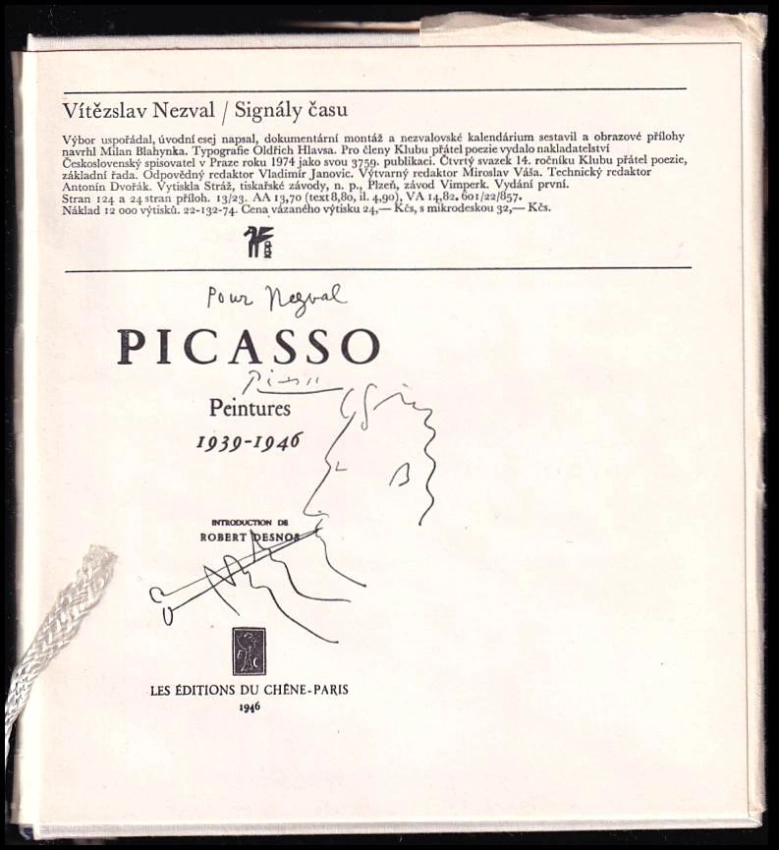 Vítězslav Nezval / Signály času
Výbor uspořádal, úvodní esej napsal, dokumentární montáž a nezvalovské kalendárium sestavil a obrazové přílohy
navrhl Milan Blahynka. Typografie Oldřich Hlavsa. Pro členy Klubu přátel poezie vydalo nakladatelství
Československý spisovatel v Praze roku 1974 jako svou 3759. publikaci. Čtvrtý svazek 14. ročníku Klubu přátel poezie,
základní řada. Odpovědný redaktor Vladimír Janovic. Výtvarný redaktor Miroslav Váša. Technický redaktor
Antonín Dvořák. Vytiskla Stráž, tiskařské závody, n. p., Plzeň, závod Vimperk. Vydání první.
Stran 124 a 24 stran příloh. 13/23. AA 13,70 (text 8,80, il. 4,90), VA 14,82. 601/22/857.
Náklad 12 000 výtisků. 22-132-74. Cena vázaného výtisku 24,— Kčs, s mikrodeskou 32,— Kčs.
Pour Nezval
PICASSO
Picasso
Peintures
1939-1946
INTRODUCTION DE
ROBERT DESNOS
LES ÉDITIONS DU CHÊNE-PARIS
1946